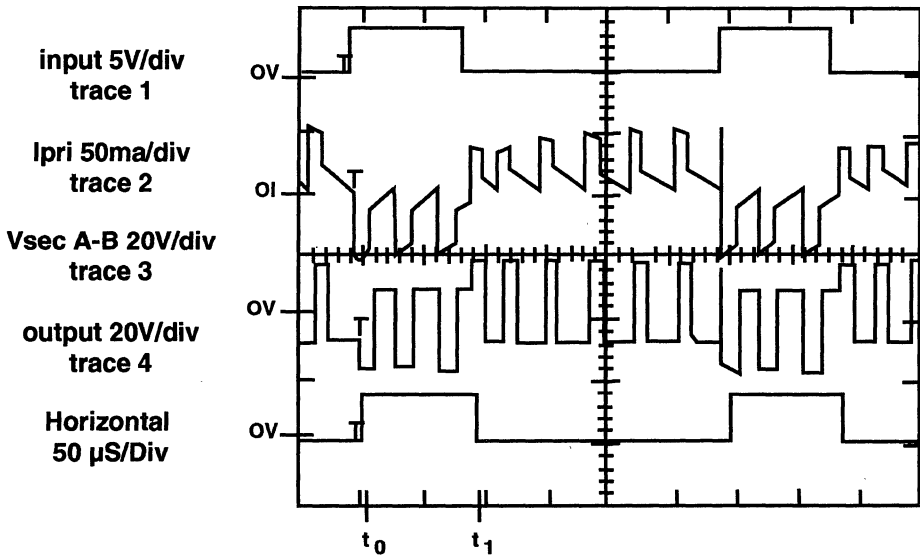 input 5V/div
trace 1
OV
Ipri 50ma/div
trace 2
OI
Vsec A-B 20V/div
trace 3
OV
output 20V/div
trace 4
Horizontal
50 µS/Div
OV
T
T
T
T
t0
t1